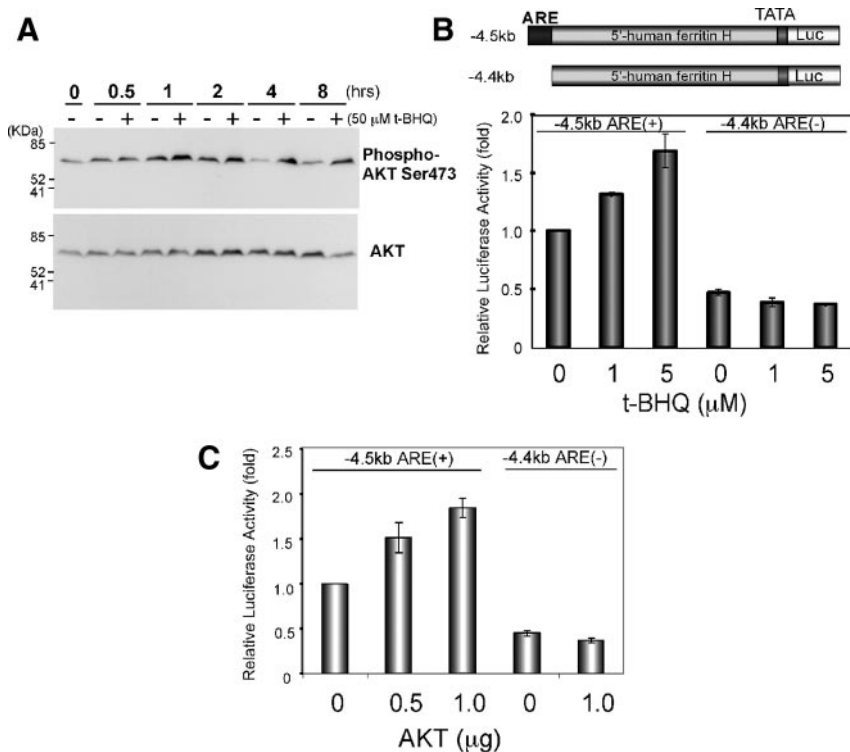 A
0 0.5 1 2 4 8 (hrs)
- - + - + - + - + - + (50 μM t-BHQ)
(KDa)
85
52
41
Phospho-
AKT Ser473
85
52
41
AKT
B
ARE TATA
-4.5kb 5'-human ferritin H Luc
-4.4kb 5'-human ferritin H Luc
Relative Luciferase Activity (fold)
2.0
1.5
1.0
0.5
0
-4.5kb ARE(+) -4.4kb ARE(-)
0 1 5 0 1 5
t-BHQ (μM)
C
Relative Luciferase Activity (fold)
2.5
2.0
1.5
1.0
0.5
0
-4.5kb ARE(+) -4.4kb ARE(-)
0 0.5 1.0 0 1.0
AKT (μg)